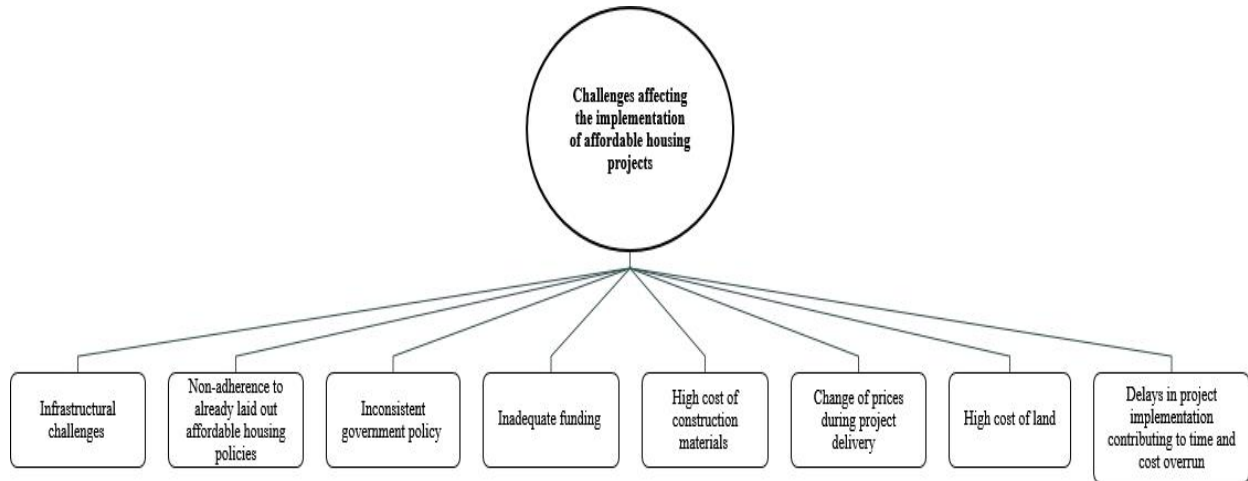 Challenges affecting
the implementation
of affordable housing
projects
Infrastructural
challenges
Non-adherence to
already laid out
affordable housing
policies
Inconsistent
government policy
Inadequate funding
High cost of
construction
materials
Change of prices
during project
delivery
High cost of land
Delays in project
implementation
contributing to time and
cost overrun